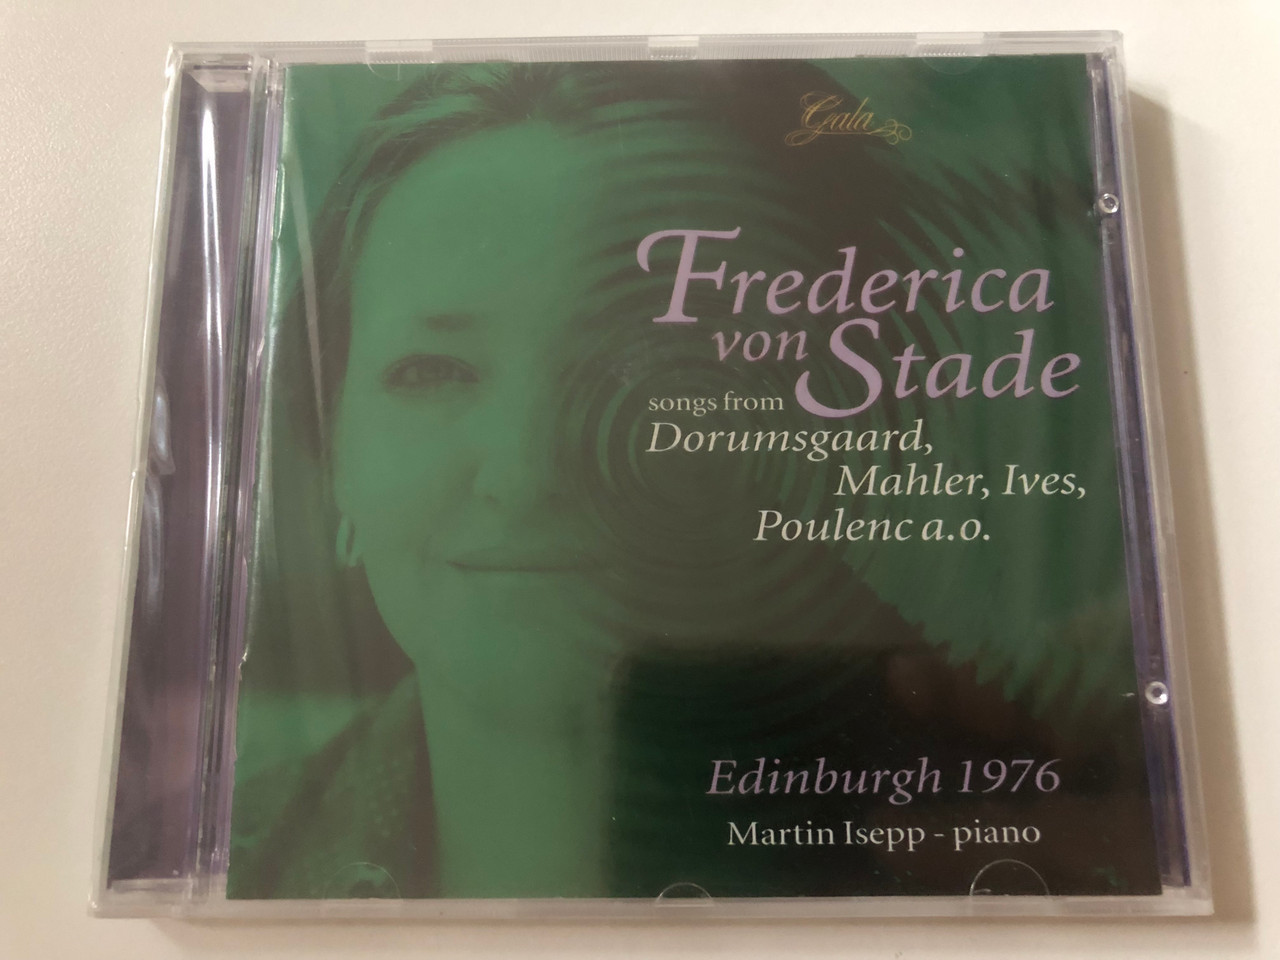 Gala
Frederica
von Stade
songs from
Dorumsgaard,
Mahler, Ives,
Poulenc a.o.
Edinburgh 1976
Martin Isepp - piano